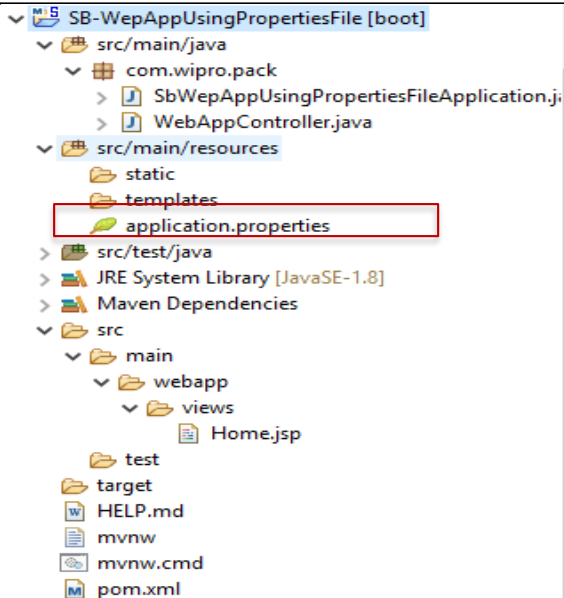 SB-WepAppUsingPropertiesFile [boot]
src/main/java
com.wipro.pack
SbWepAppUsingPropertiesFileApplication.ja
WebAppController.java
src/main/resources
static
templates
application.properties
src/test/java
JRE System Library [JavaSE-1.8]
Maven Dependencies
src
main
webapp
views
Home.jsp
test
target
HELP.md
mvnw
mvnw.cmd
pom.xml